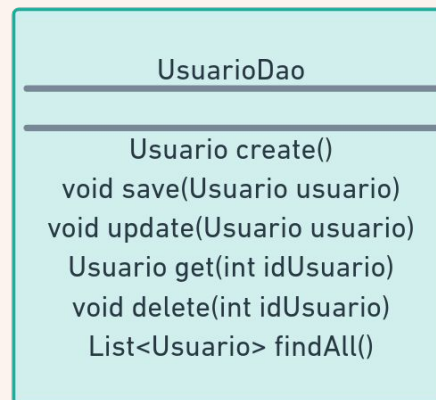 UsuarioDao
Usuario create()
void save(Usuario usuario)
void update(Usuario usuario)
Usuario get(int idUsuario)
void delete(int idUsuario)
List<Usuario> findAll()